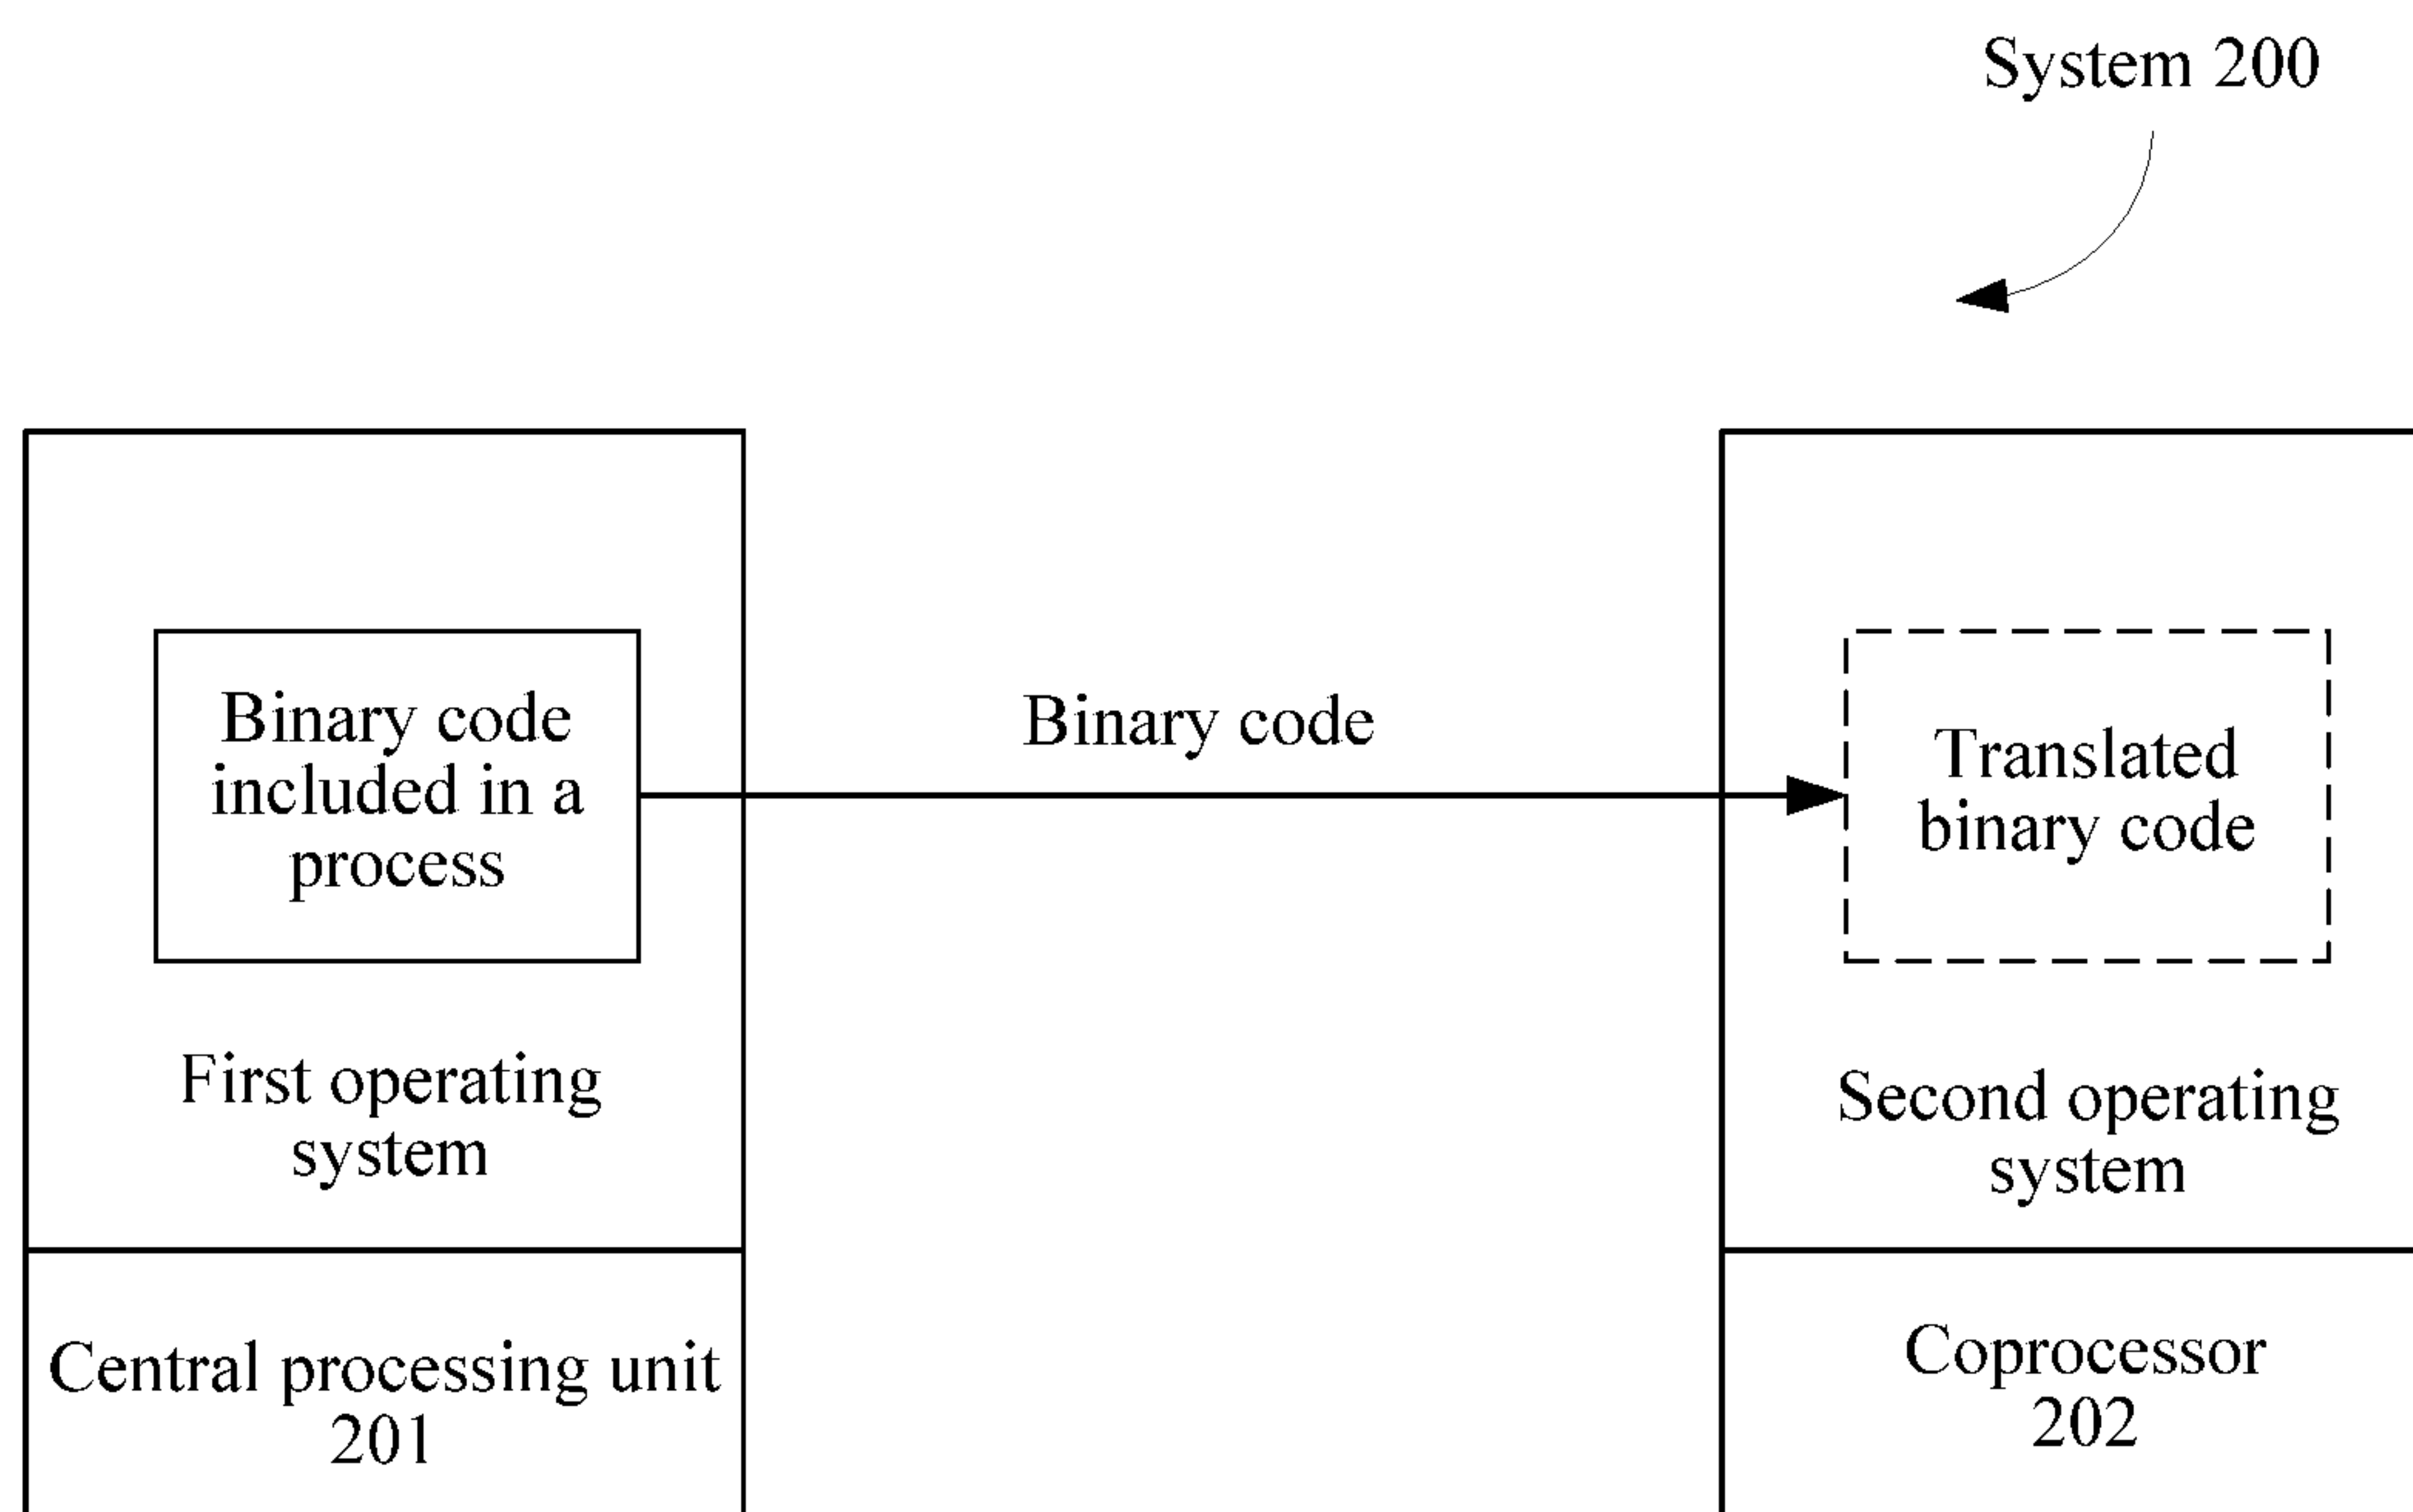 System 200
Binary code
included in a
process
Binary code
Translated
binary code
First operating
system
Second operating
system
Central processing unit
201
Coprocessor
202